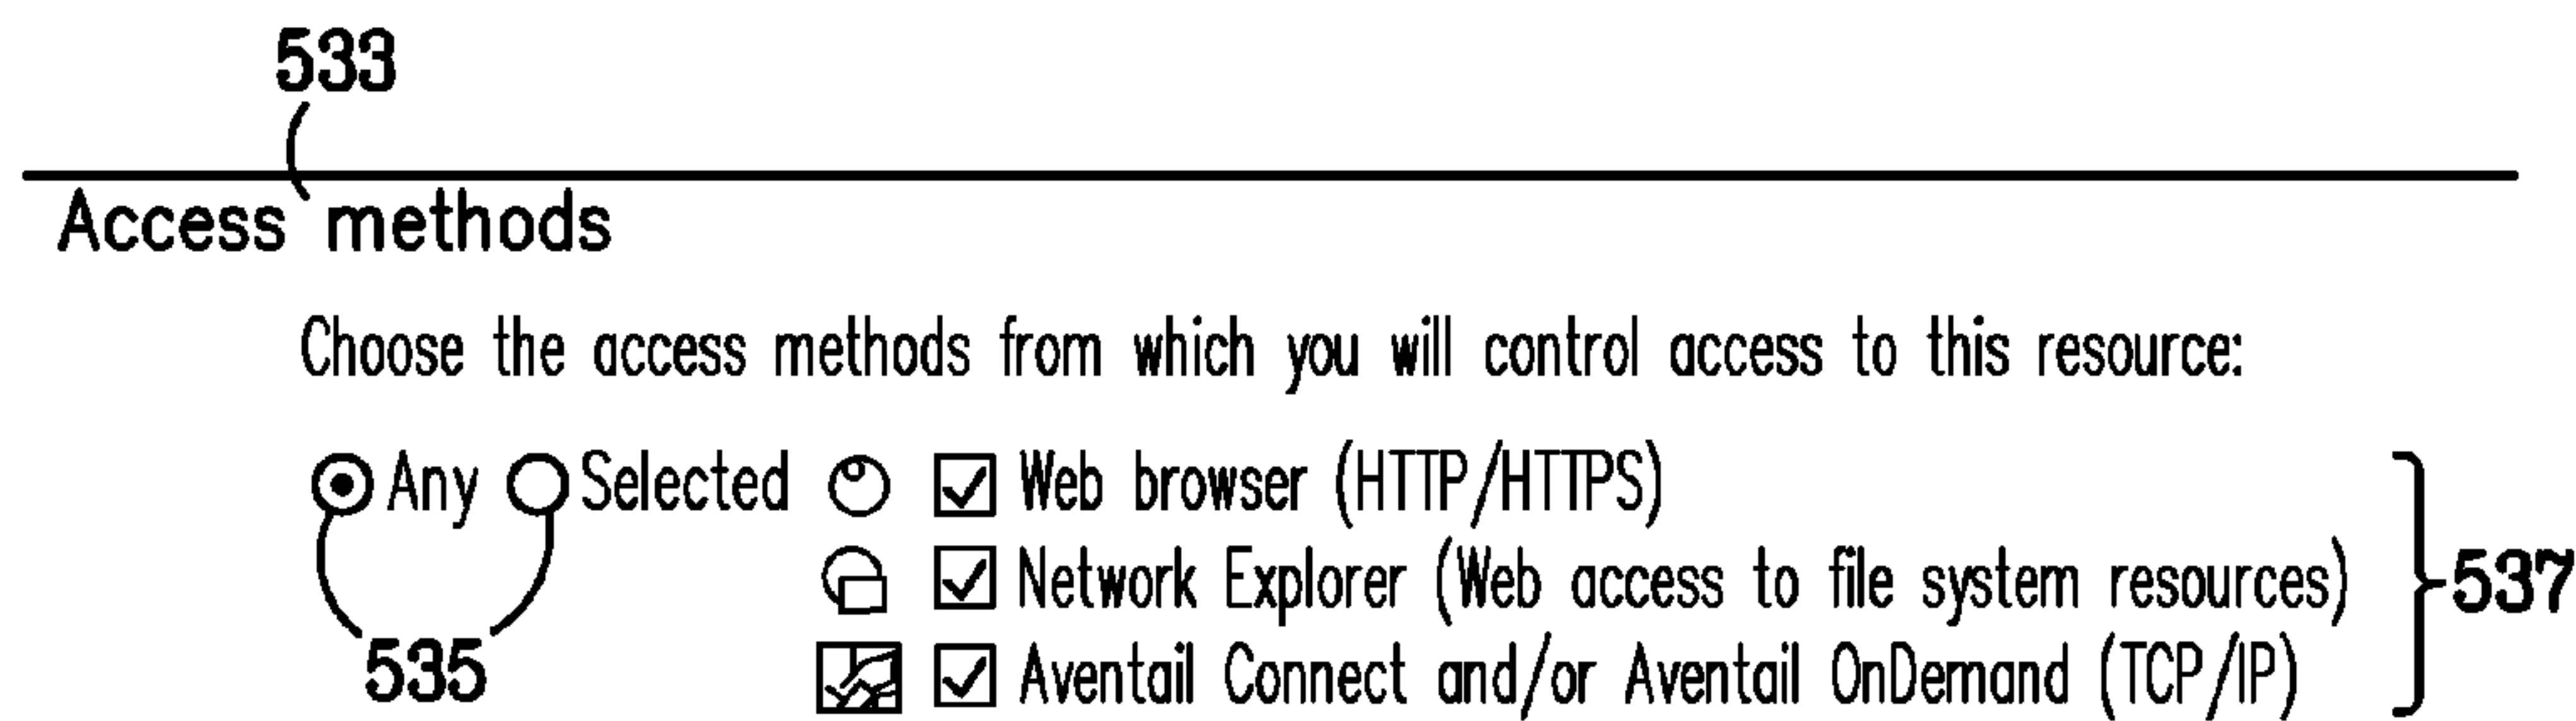 533
Access methods
Choose the access methods from which you will control access to this resource:
Any Selected Web browser (HTTP/HTTPS)
Network Explorer (Web access to file system resources)
537
Aventail Connect and/or Aventail OnDemand (TCP/IP)
535